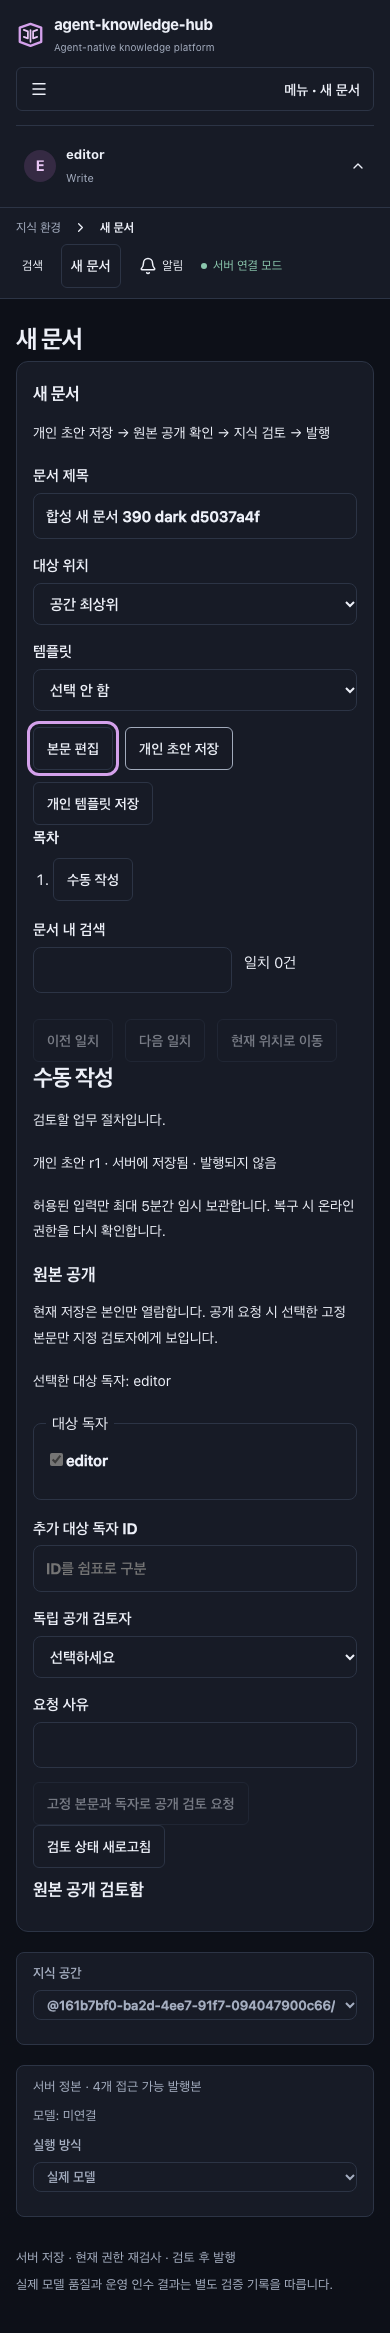 agent-knowledge-hub
Agent-native knowledge platform
메뉴 · 새 문서
E
editor
Write
지식 환경 > 새 문서
검색 새 문서 알림 서버 연결 모드
새 문서
새 문서
개인 초안 저장 → 원본 공개 확인 → 지식 검토 → 발행
문서 제목
합성 새 문서 390 dark d5037a4f
대상 위치
공간 최상위
템플릿
선택 안 함
본문 편집 개인 초안 저장
개인 템플릿 저장
목차
1. 수동 작성
문서 내 검색
일치 0건
이전 일치 다음 일치 현재 위치로 이동
수동 작성
검토할 업무 절차입니다.
개인 초안 r1 · 서버에 저장됨 · 발행되지 않음
허용된 입력만 최대 5분간 임시 보관합니다. 복구 시 온라인
권한을 다시 확인합니다.
원본 공개
현재 저장은 본인만 열람합니다. 공개 요청 시 선택한 고정
본문만 지정 검토자에게 보입니다.
선택한 대상 독자: editor
대상 독자
editor
추가 대상 독자 ID
ID를 쉼표로 구분
독립 공개 검토자
선택하세요
요청 사유
고정 본문과 독자로 공개 검토 요청
검토 상태 새로고침
원본 공개 검토함
지식 공간
@161b7bf0-ba2d-4ee7-91f7-094047900c66/
서버 정본 · 4개 접근 가능 발행본
모델: 미연결
실행 방식
실제 모델
서버 저장 · 현재 권한 재검사 · 검토 후 발행
실제 모델 품질과 운영 인수 결과는 별도 검증 기록을 따릅니다.